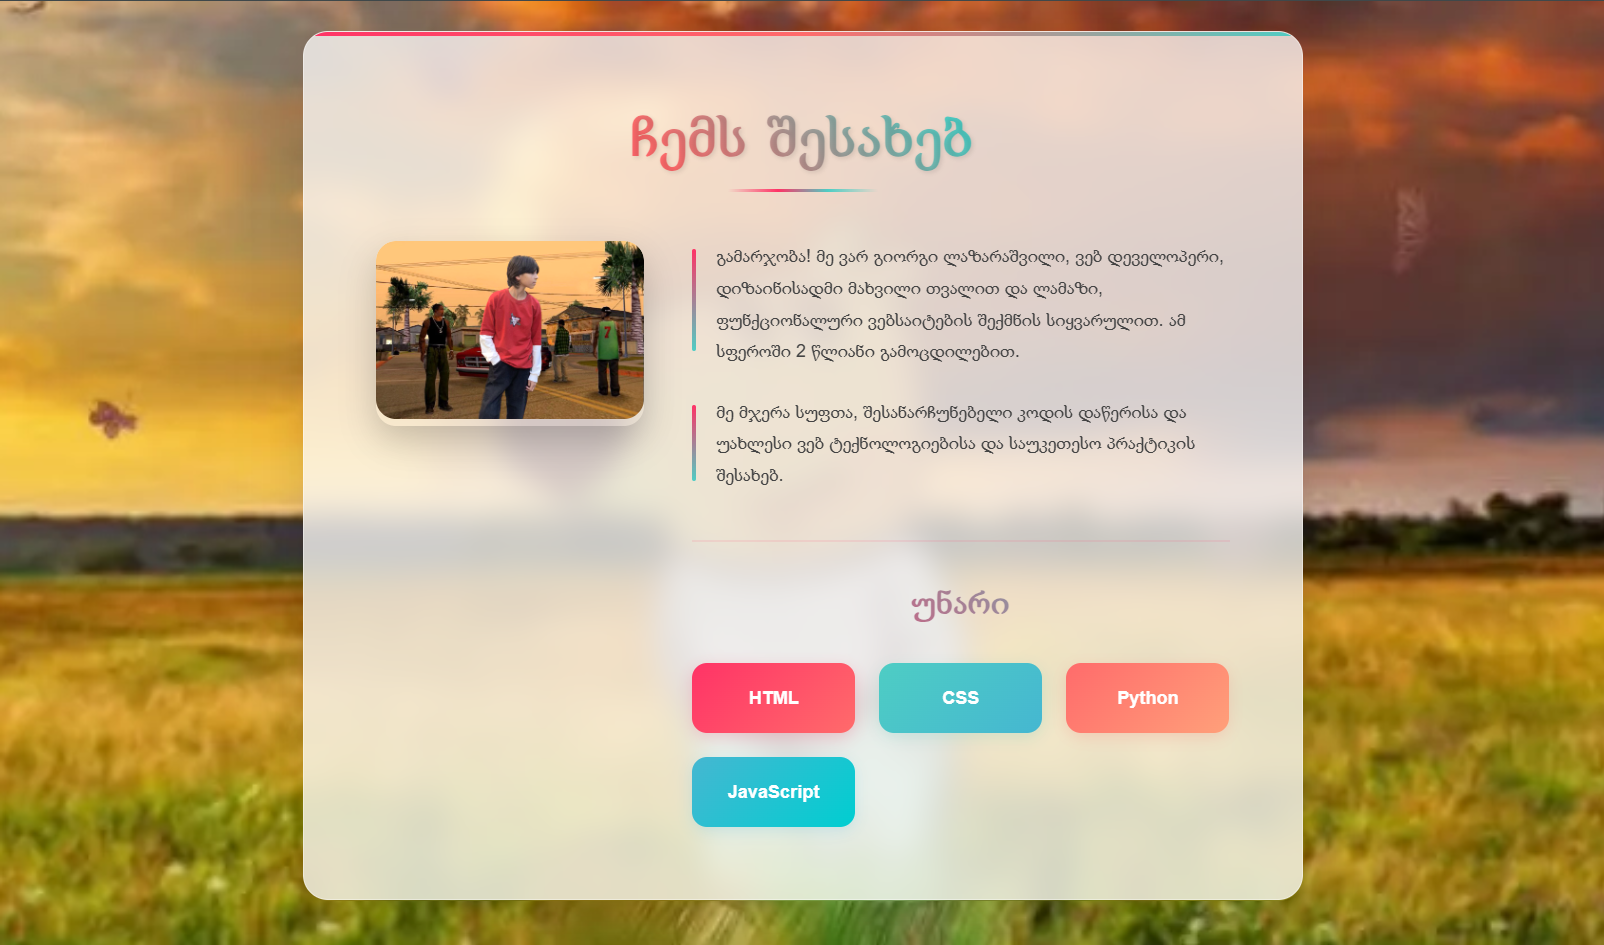 ჩემს შესახებ
გამარჯობა! მე ვარ გიორგი ლაზარაშვილი, ვებ დეველოპერი,
დიზაინისადმი მახვილი თვალით და ლამაზი,
ფუნქციონალური ვებსაიტების შექმნის სიყვარულით. ამ
სფეროში 2 წლიანი გამოცდილებით.
მე მჯერა სუფთა, შესანარჩუნებელი კოდის დაწერისა და
უახლესი ვებ ტექნოლოგიებისა და საუკეთესო პრაქტიკის
შესახებ.
7
უნარი
HTML
CSS
Python
JavaScript